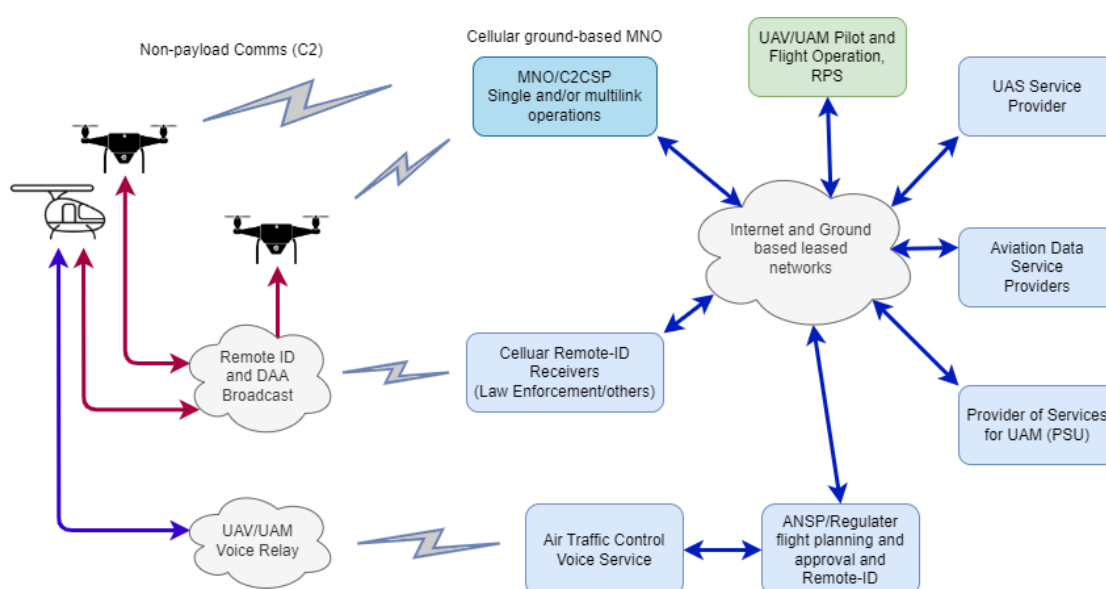 Non-payload Comms (C2)
Cellular ground-based MNO
MNO/C2CSP
Single and/or multilink
operations
UAV/UAM Pilot and
Flight Operation,
RPS
UAS Service
Provider
Internet and Ground
based leased
networks
Aviation Data
Service
Providers
Remote ID
and DAA
Broadcast
Celluar Remote-ID
Receivers
(Law Enforcement/others)
Provider of Services
for UAM (PSU)
UAV/UAM
Voice Relay
Air Traffic Control
Voice Service
ANSP/Regulater
flight planning and
approval and
Remote-ID